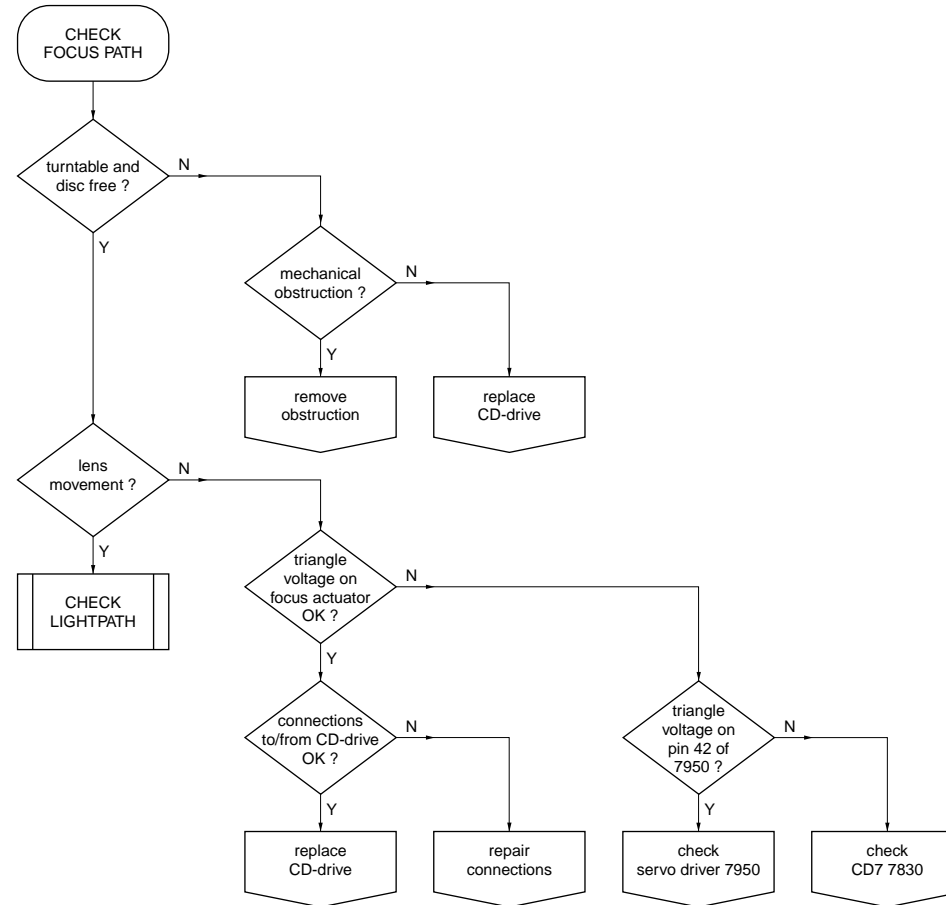 CHECK
FOCUS PATH
turntable and
disc free ?
N
Y
mechanical
obstruction ?
N
Y
remove
obstruction
replace
CD-drive
lens
movement ?
N
Y
CHECK
LIGHTPATH
triangle
voltage on
focus actuator
OK ?
N
Y
connections
to/from CD-drive
OK ?
N
Y
triangle
voltage on
pin 42 of
7950 ?
N
Y
replace
CD-drive
repair
connections
check
servo driver 7950
check
CD7 7830